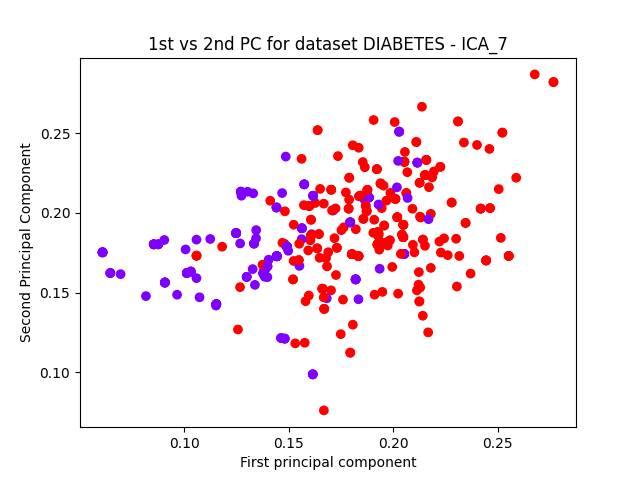 1st vs 2nd PC for dataset DIABETES - ICA_7
Second Principal Component
0.25
0.20
0.15
0.10
0.10 0.15 0.20 0.25
First principal component